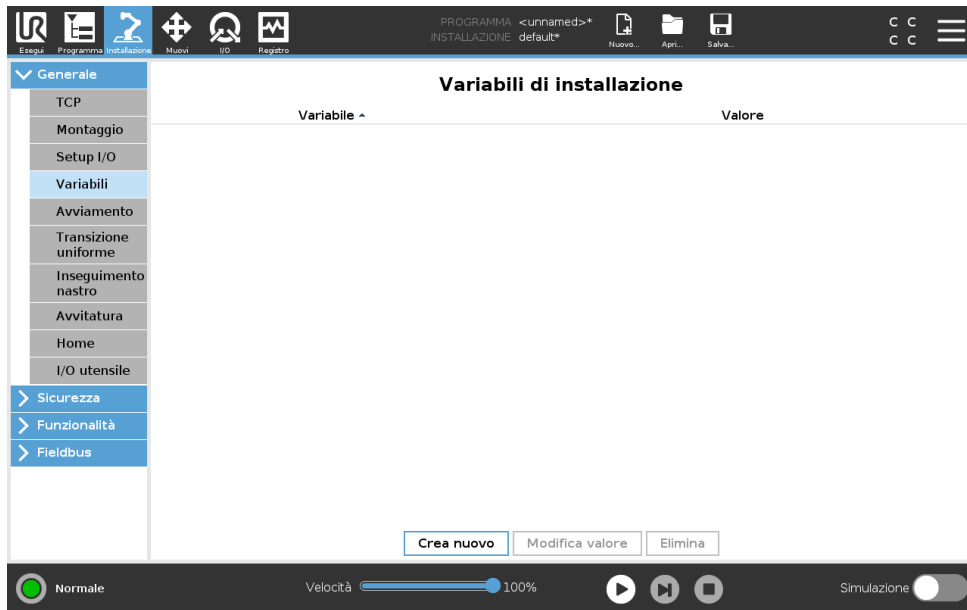 PROGRAMMA <unnamed>*
INSTALLAZIONE default*
Esegui Programma Installazione Muovi I/O Registro Nuovo... Apri... Salva...
C C
C C
Generale
TCP
Montaggio
Setup I/O
Variabili
Avviamento
Transizione
uniforme
Inseguimento
nastro
Avvitatura
Home
I/O utensile
Sicurezza
Funzionalità
Fieldbus
Variabili di installazione
Variabile Valore
Crea nuovo Modifica valore Elimina
Normale Velocità 100% Simulazione